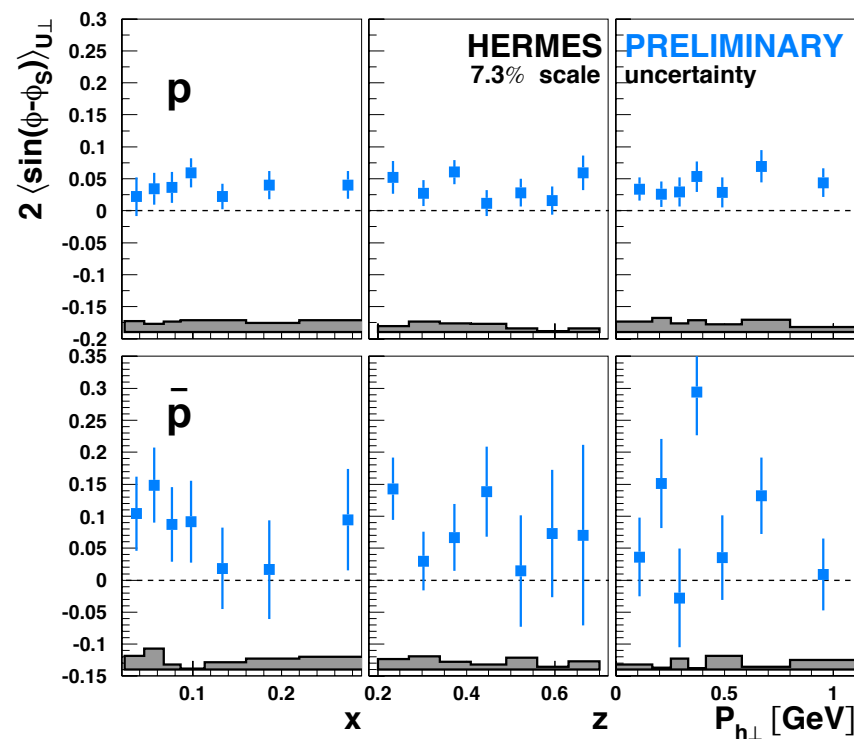 2 ⟨sin(φ-φS)⟩U⊥
0.3
0.25
0.2
0.15
0.1
0.05
0
-0.05
-0.1
-0.15
-0.2
p
HERMES PRELIMINARY
7.3% scale uncertainty
0.35
0.3
0.25
0.2
0.15
0.1
0.05
0
-0.05
-0.1
-0.15
p̄
0.1 0.2
0.2 0.4 0.6
0 0.5 1
x
z
Ph⊥ [GeV]